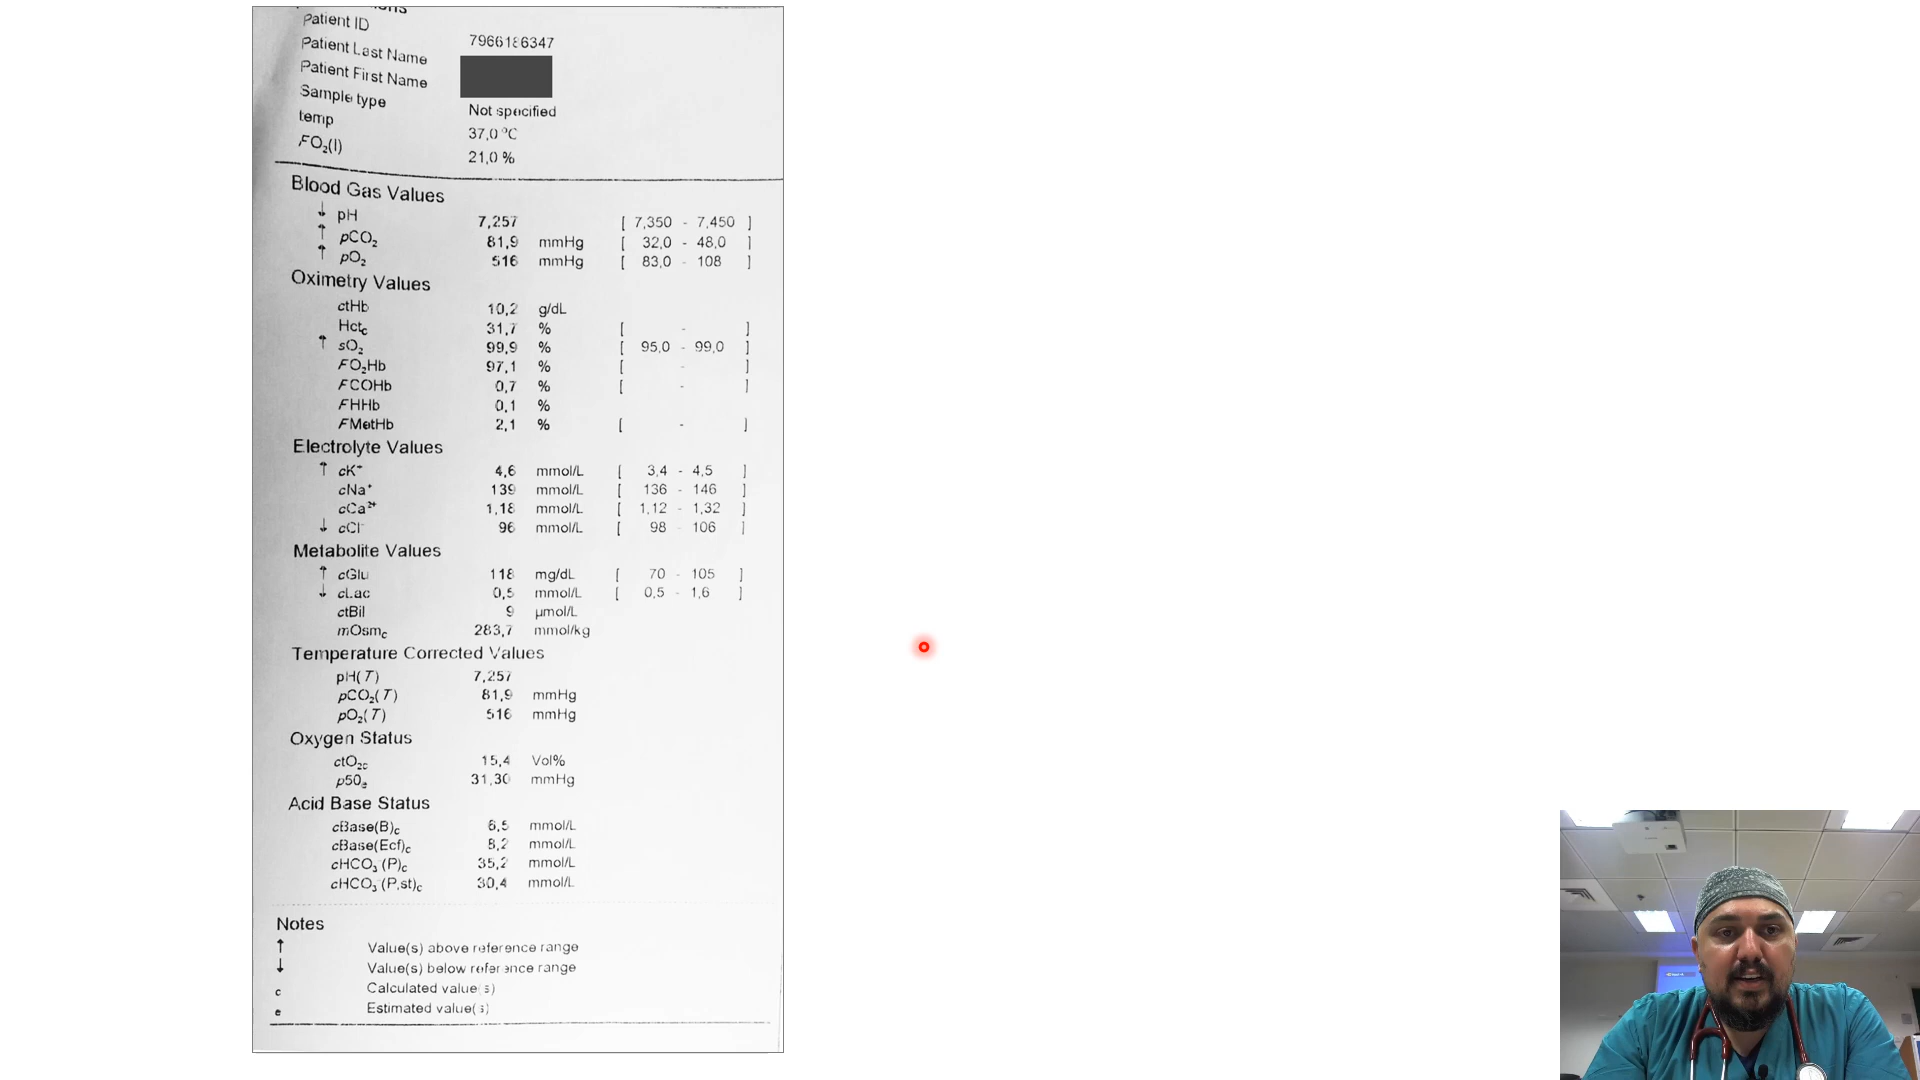 Patient ID 7966186347
Patient Last Name
Patient First Name
Sample type Not specified
temp 37,0 °C
FO₂(I) 21,0 %
Blood Gas Values
↓ pH 7,257 [ 7,350 - 7,450 ]
↑ pCO₂ 81,9 mmHg [ 32,0 - 48,0 ]
↑ pO₂ 516 mmHg [ 83,0 - 108 ]
Oximetry Values
ctHb 10,2 g/dL
Hctc 31,7 % [ - ]
↑ sO₂ 99,9 % [ 95,0 - 99,0 ]
FO₂Hb 97,1 % [ - ]
FCOHb 0,7 % [ - ]
FHHb 0,1 %
FMetHb 2,1 % [ - ]
Electrolyte Values
↑ cK⁺ 4,6 mmol/L [ 3,4 - 4,5 ]
cNa⁺ 139 mmol/L [ 136 - 146 ]
cCa²⁺ 1,18 mmol/L [ 1,12 - 1,32 ]
↓ cCl⁻ 96 mmol/L [ 98 - 106 ]
Metabolite Values
↑ cGlu 118 mg/dL [ 70 - 105 ]
↓ cLac 0,5 mmol/L [ 0,5 - 1,6 ]
ctBil 9 µmol/L
mOsmc 283,7 mmol/kg
Temperature Corrected Values
pH(T) 7,257
pCO₂(T) 81,9 mmHg
pO₂(T) 516 mmHg
Oxygen Status
ctO₂c 15,4 Vol%
p50e 31,30 mmHg
Acid Base Status
cBase(B)c 6,5 mmol/L
cBase(Ecf)c 8,2 mmol/L
cHCO₃⁻(P)c 35,2 mmol/L
cHCO₃⁻(P,st)c 30,4 mmol/L
Notes
↑ Value(s) above reference range
↓ Value(s) below reference range
c Calculated value(s)
e Estimated value(s)